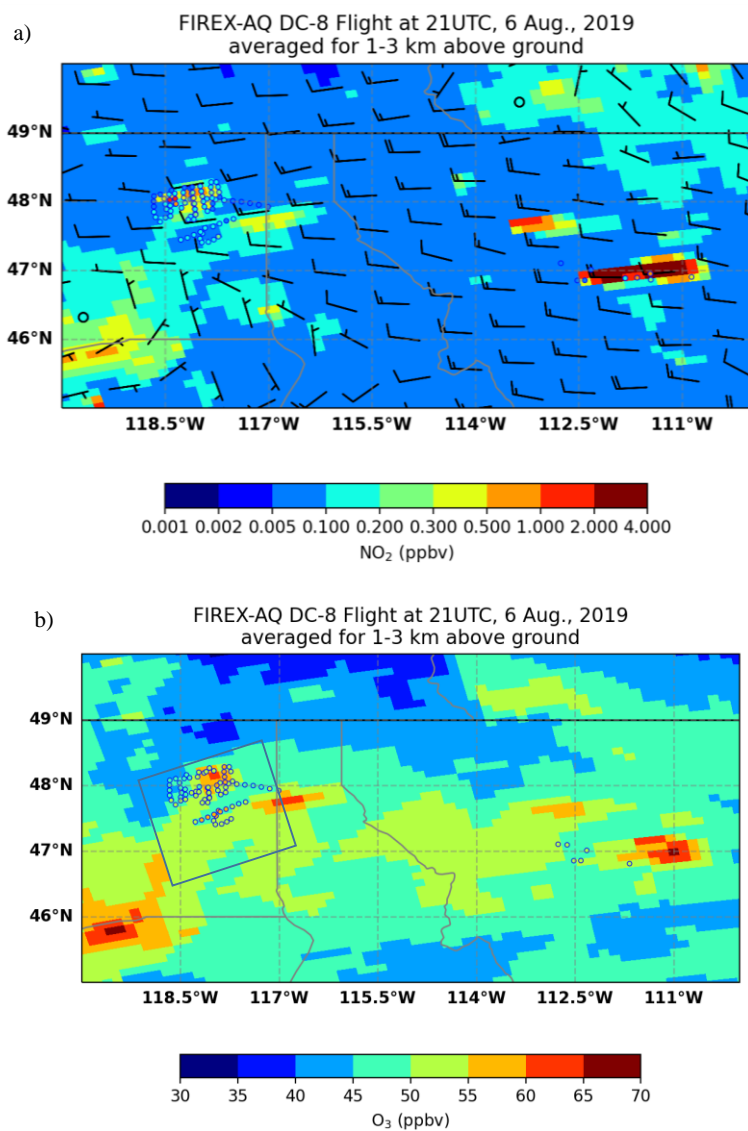 a)
FIREX-AQ DC-8 Flight at 21UTC, 6 Aug., 2019
averaged for 1-3 km above ground
49°N
48°N
47°N
46°N
118.5°W 117°W 115.5°W 114°W 112.5°W 111°W
0.001 0.002 0.005 0.100 0.200 0.300 0.500 1.000 2.000 4.000
NO₂ (ppbv)
b)
FIREX-AQ DC-8 Flight at 21UTC, 6 Aug., 2019
averaged for 1-3 km above ground
49°N
48°N
47°N
46°N
118.5°W 117°W 115.5°W 114°W 112.5°W 111°W
30 35 40 45 50 55 60 65 70
O₃ (ppbv)